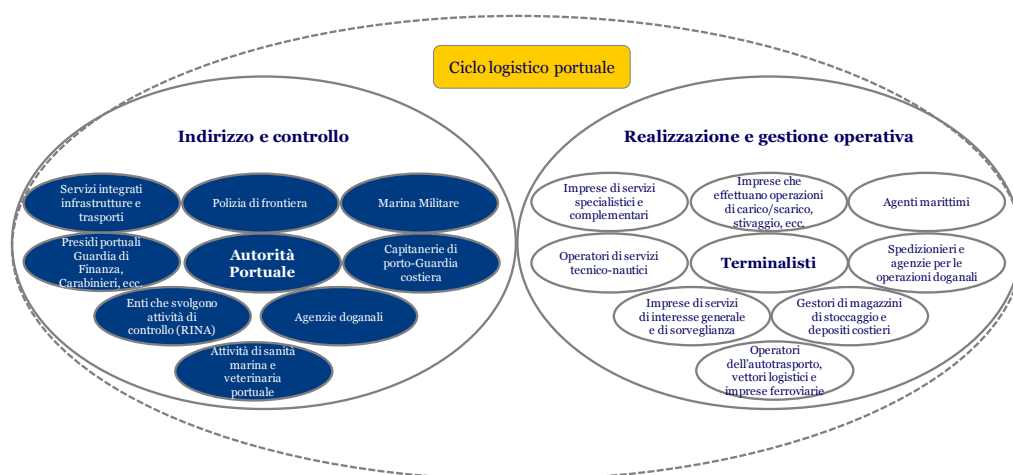 Ciclo logistico portuale
Indirizzo e controllo
Servizi integrati
infrastrutture e
trasporti
Polizia di frontiera
Marina Militare
Presidi portuali
Guardia di
Finanza,
Carabinieri, ecc.
Autorità
Portuale
Capitanerie di
porto-Guardia
costiera
Enti che svolgono
attività di
controllo (RINA)
Agenzie doganali
Attività di sanità
marina e
veterinaria
portuale
Realizzazione e gestione operativa
Imprese di servizi
specialistici e
complementari
Imprese che
effettuano operazioni
di carico/scarico,
stivaggio, ecc.
Agenti marittimi
Operatori di servizi
tecnico-nautici
Terminalisti
Spedizionieri e
agenzie per le
operazioni doganali
Imprese di servizi
di interesse generale
e di sorveglianza
Gestori di magazzini
di stoccaggio e
depositi costieri
Operatori
dell'autotrasporto,
vettori logistici e
imprese ferroviarie